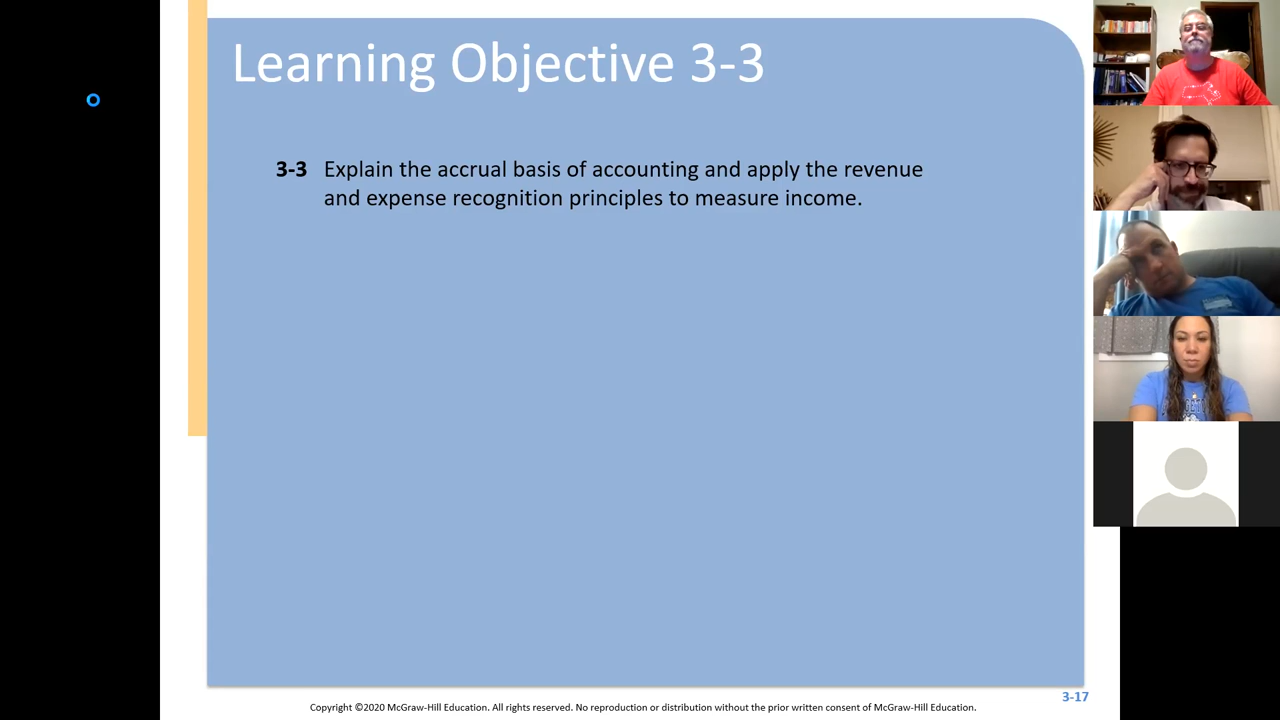 Learning Objective 3-3
3-3 Explain the accrual basis of accounting and apply the revenue
and expense recognition principles to measure income.
3-17
Copyright ©2020 McGraw-Hill Education. All rights reserved. No reproduction or distribution without the prior written consent of McGraw-Hill Education.